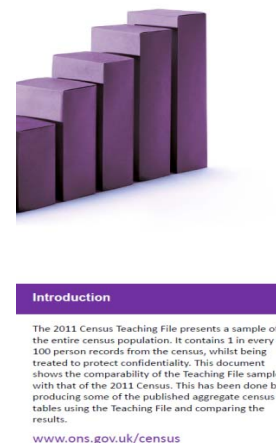 Introduction
The 2011 Census Teaching File presents a sample of
the entire census population. It contains 1 in every
100 person records from the census, whilst being
treated to protect confidentiality. This document
shows the comparability of the Teaching File sample
with that of the 2011 Census. This has been done by
producing some of the published aggregate census
tables using the Teaching File and comparing the
results.
www.ons.gov.uk/census